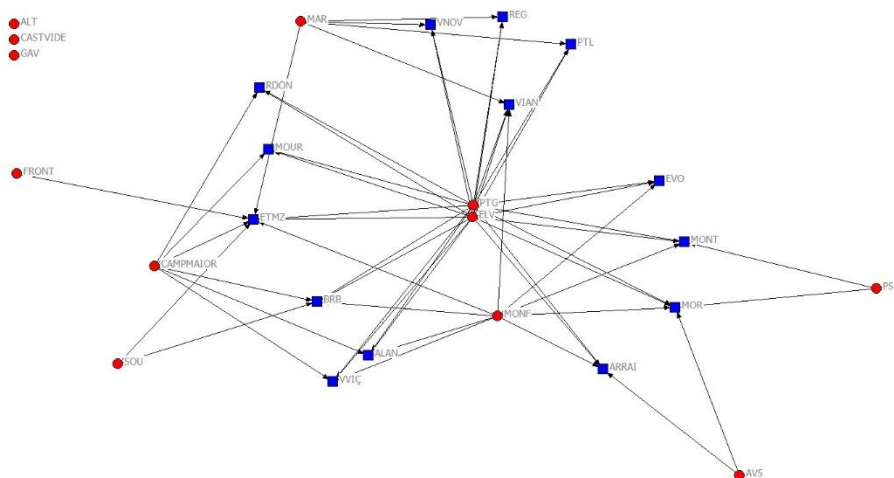 ALT
CASTVIDE
GAV
MAR
VNOV
REG
PTL
RDON
VIAN
MOUR
FRONT
EVO
PTG
ELV
ETMZ
MONT
CAMPMAIOR
PS
BRB
MOR
MONF
SOU
ALAN
VVIÇ
ARRAI
AVS